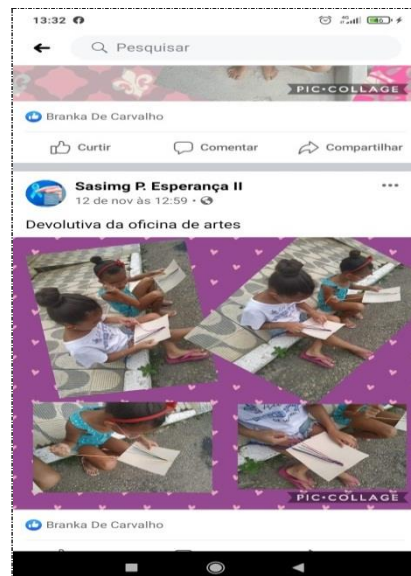 13:32
Pesquisar
PIC•COLLAGE
Branka De Carvalho
Curtir Comentar Compartilhar
Sasimg P. Esperança II
12 de nov às 12:59 •
Devolutiva da oficina de artes
PIC•COLLAGE
Branka De Carvalho